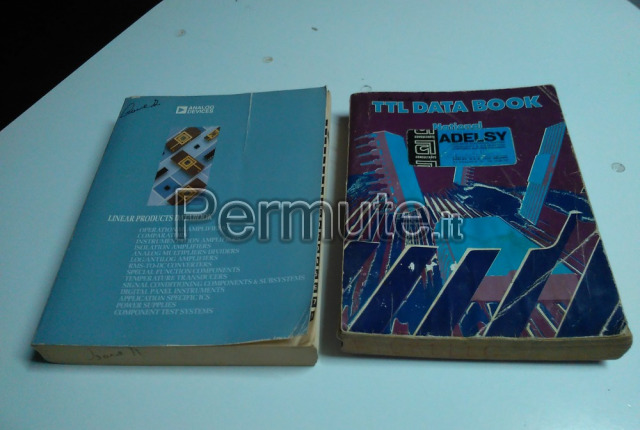 ANALOG
DEVICES
LINEAR PRODUCTS
OPERATIONAL AMPLIFIERS
COMPARATORS
INSTRUMENTATION AMPLIFIERS
ISOLATION AMPLIFIERS
ANALOG MULTIPLIERS/DIVIDERS
LOG/ANTILOG AMPLIFIERS
RMS-TO-DC CONVERTERS
SPECIAL FUNCTION COMPONENTS
TEMPERATURE TRANSDUCERS
SIGNAL CONDITIONING COMPONENTS & SUBSYSTEMS
DIGITAL PANEL INSTRUMENTS
APPLICATION SPECIFIC ICS
POWER SUPPLIES
COMPONENT TEST SYSTEMS
TTL DATA BOOK
National
ADELSY
Permute.it